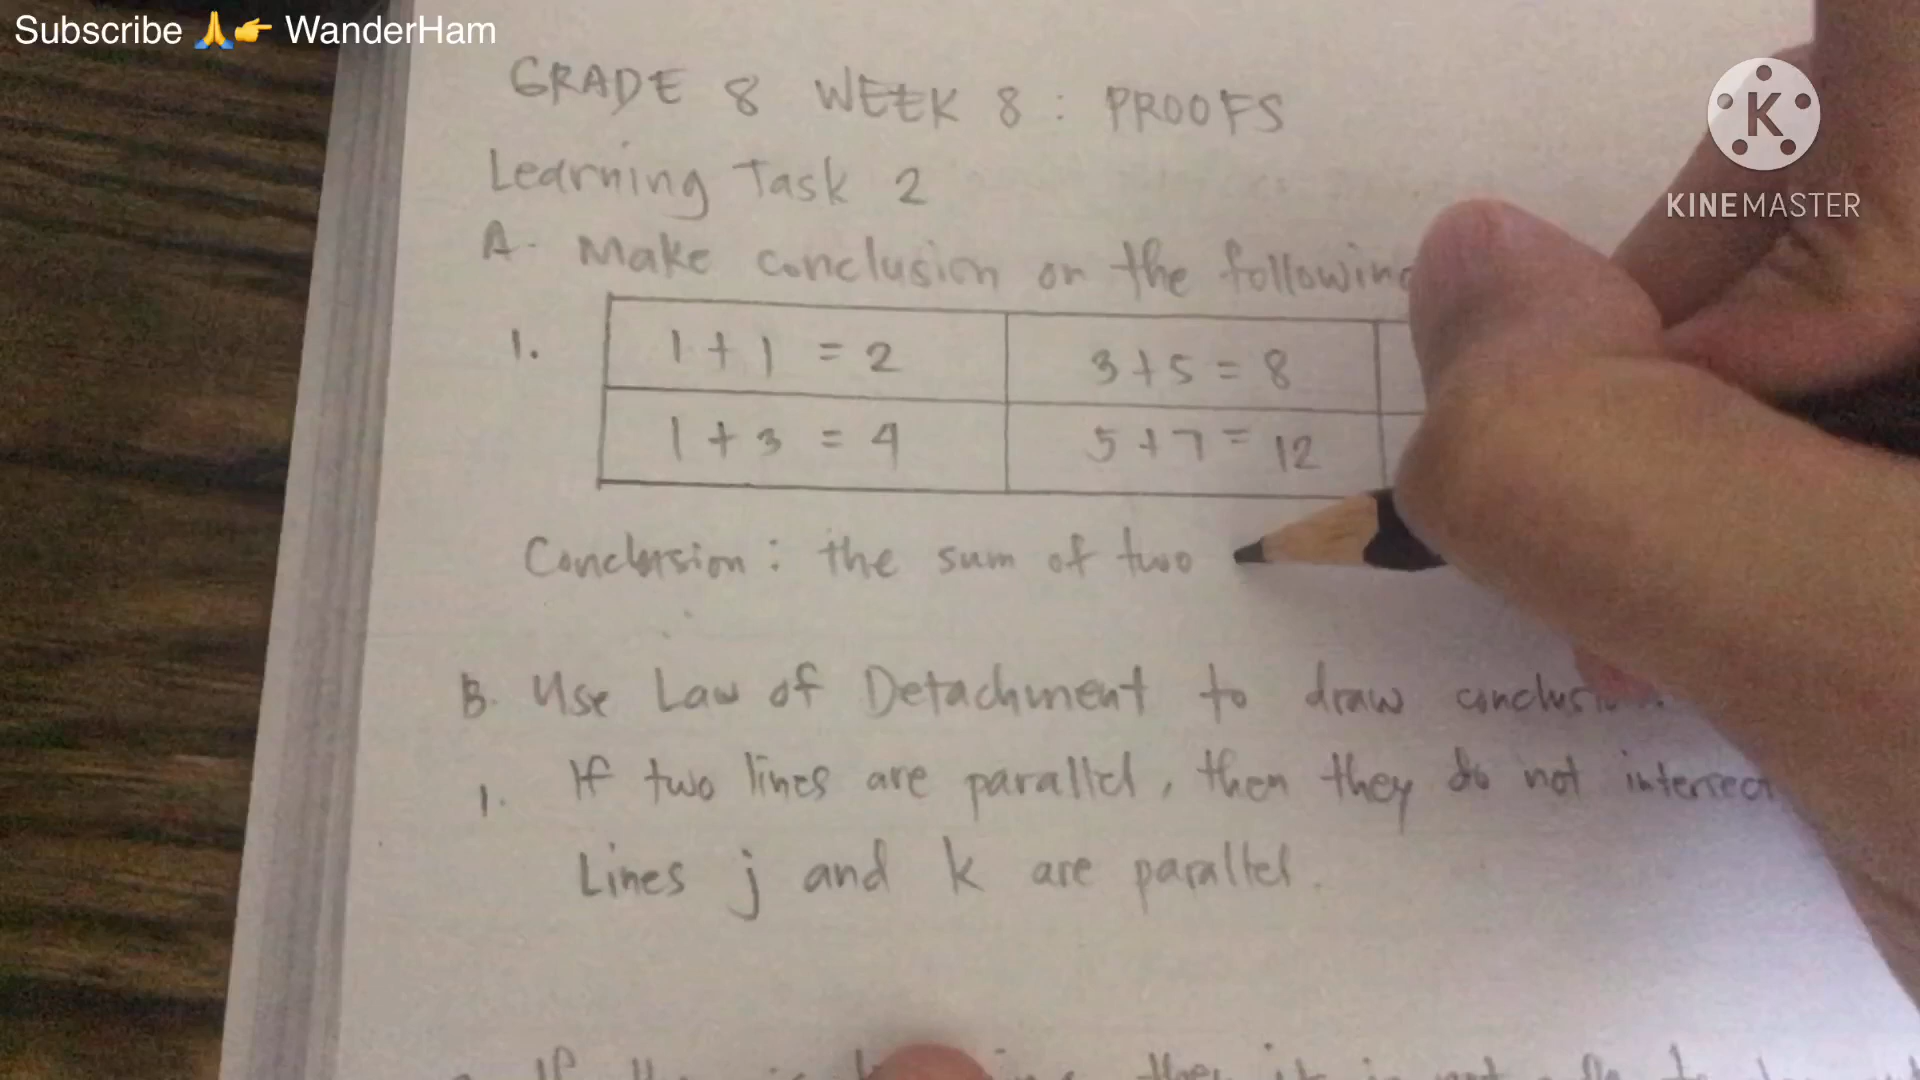 Subscribe 🙏👉 WanderHam
K
KINEMASTER
GRADE 8 WEEK 8 : PROOFS
Learning Task 2
A. Make conclusion on the following
1. 1 + 1 = 2 3 + 5 = 8
1 + 3 = 4 5 + 7 = 12
Conclusion : the sum of two
B. Use Law of Detachment to draw
1. If two lines are parallel, then they do not intersect
Lines j and k are parallel.